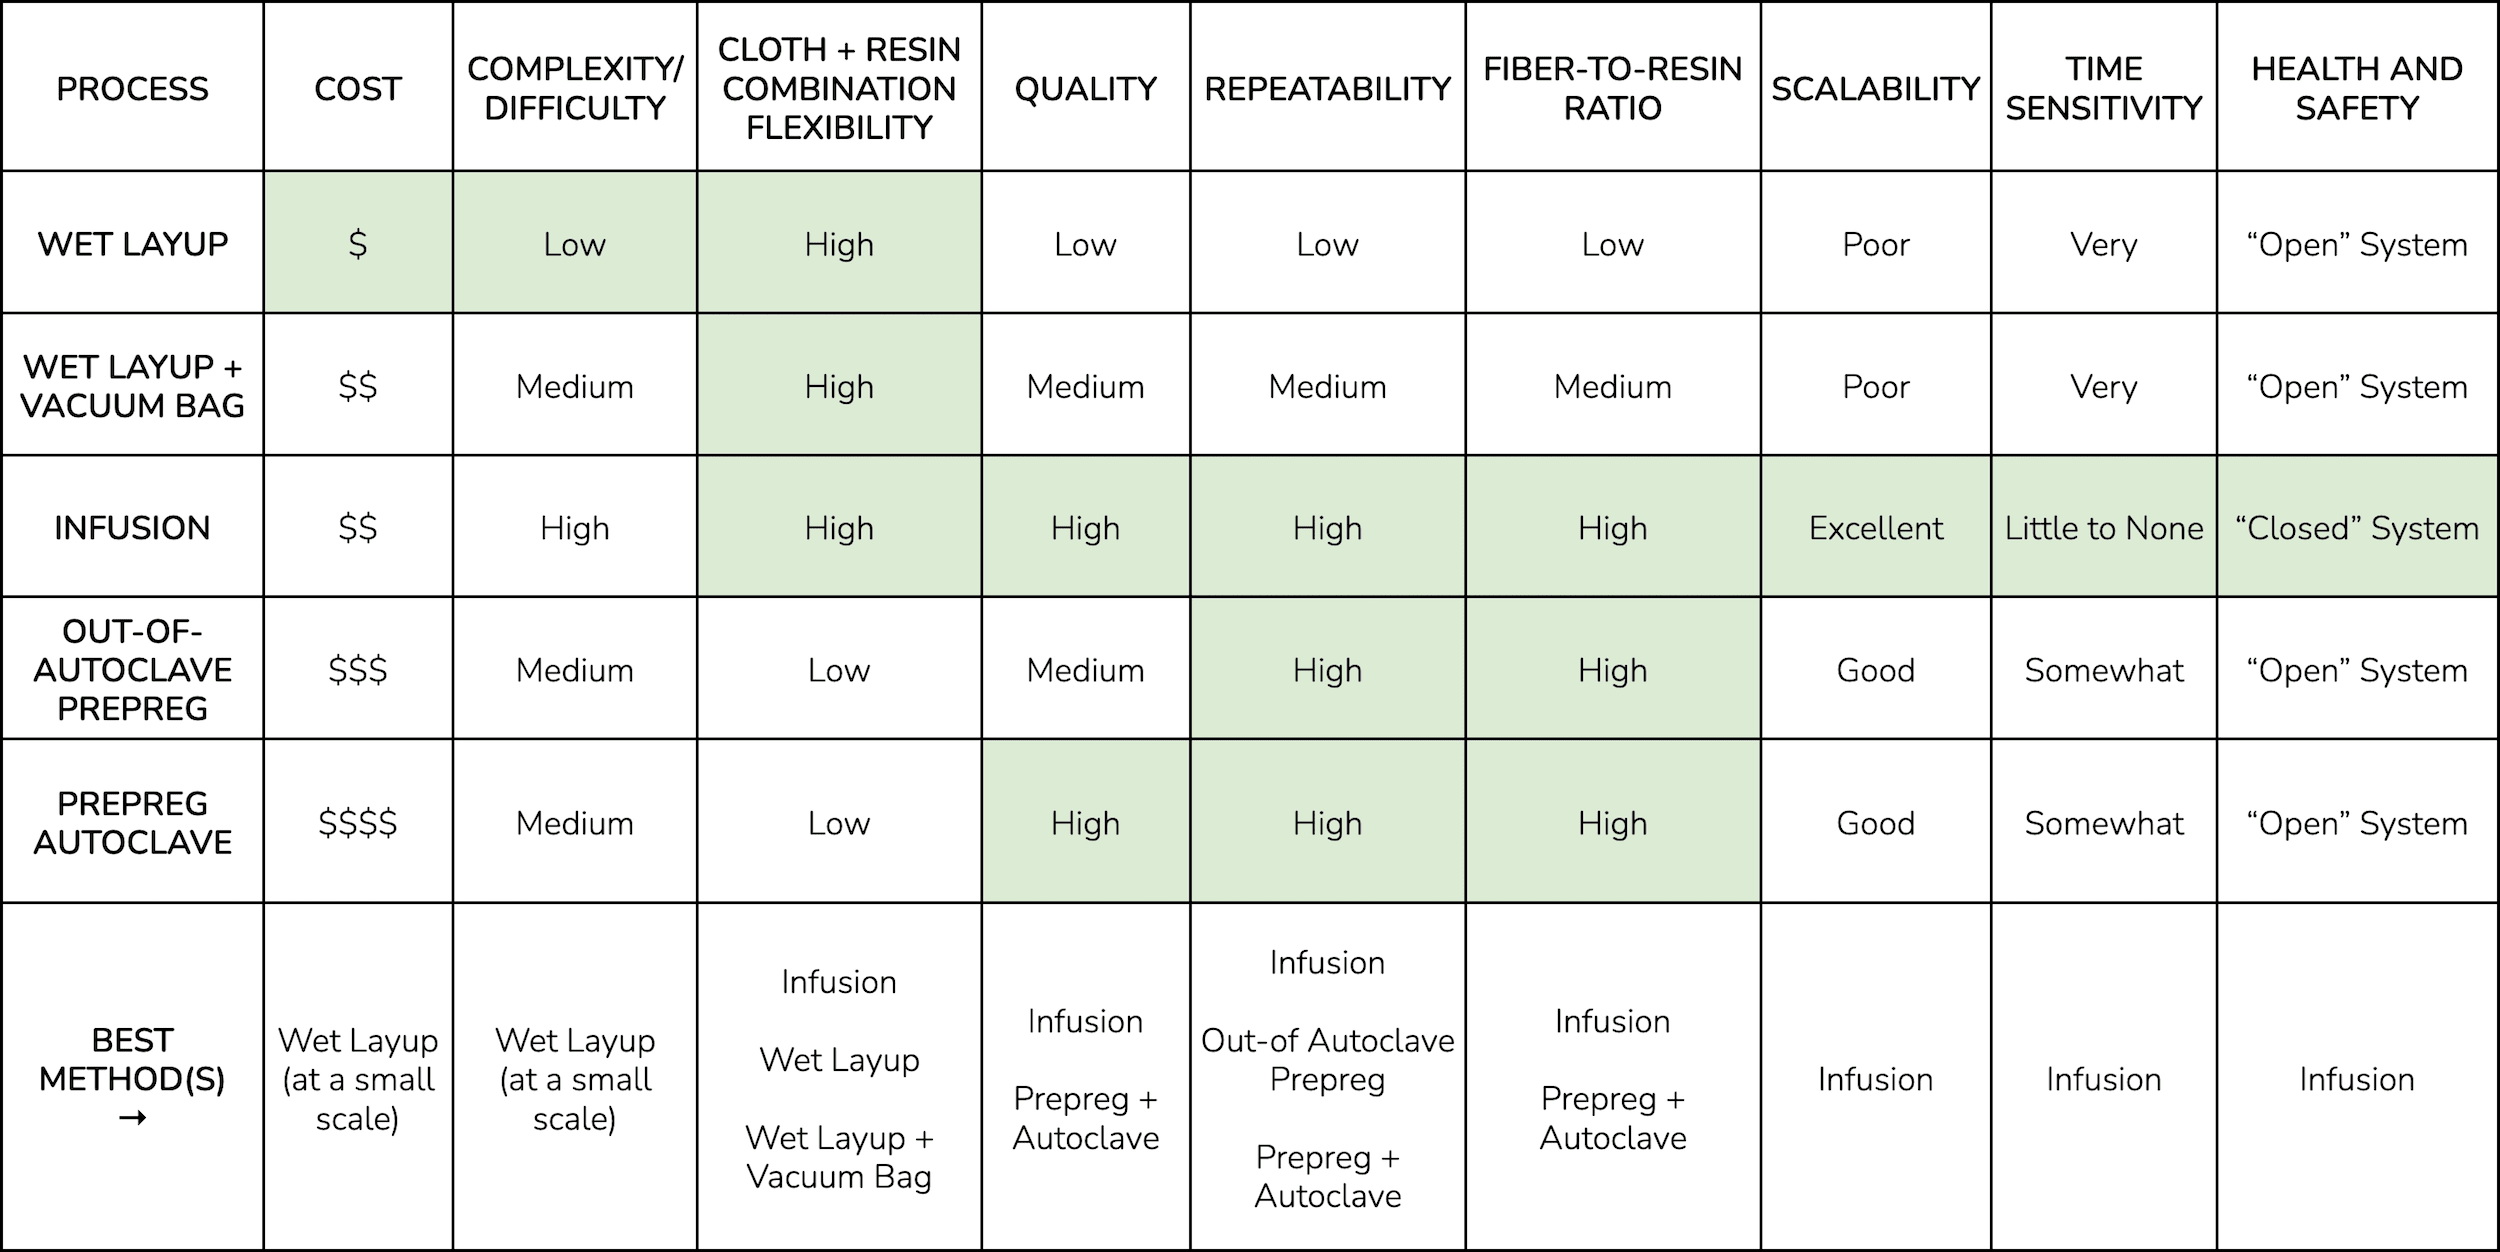 PROCESS
COST
COMPLEXITY/
DIFFICULTY
CLOTH + RESIN
COMBINATION
FLEXIBILITY
QUALITY
REPEATABILITY
FIBER-TO-RESIN
RATIO
SCALABILITY
TIME
SENSITIVITY
HEALTH AND
SAFETY
WET LAYUP
$
Low
High
Low
Low
Low
Poor
Very
“Open” System
WET LAYUP +
VACUUM BAG
$$
Medium
High
Medium
Medium
Medium
Poor
Very
“Open” System
INFUSION
$$
High
High
High
High
High
Excellent
Little to None
“Closed” System
OUT-OF-
AUTOCLAVE
PREPREG
$$$
Medium
Low
Medium
High
High
Good
Somewhat
“Open” System
PREPREG
AUTOCLAVE
$$$$
Medium
Low
High
High
High
Good
Somewhat
“Open” System
BEST
METHOD(S)
→
Wet Layup
(at a small
scale)
Wet Layup
(at a small
scale)
Infusion
Wet Layup
Wet Layup +
Vacuum Bag
Infusion
Prepreg +
Autoclave
Infusion
Out-of Autoclave
Prepreg
Prepreg +
Autoclave
Infusion
Prepreg +
Autoclave
Infusion
Infusion
Infusion